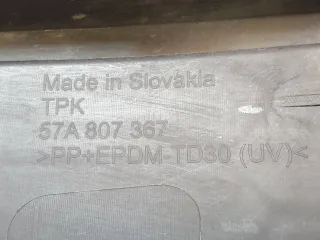 Made in Slovakia
TPK
57A 807 367
>PP+EPDM-TD30 (UV)<